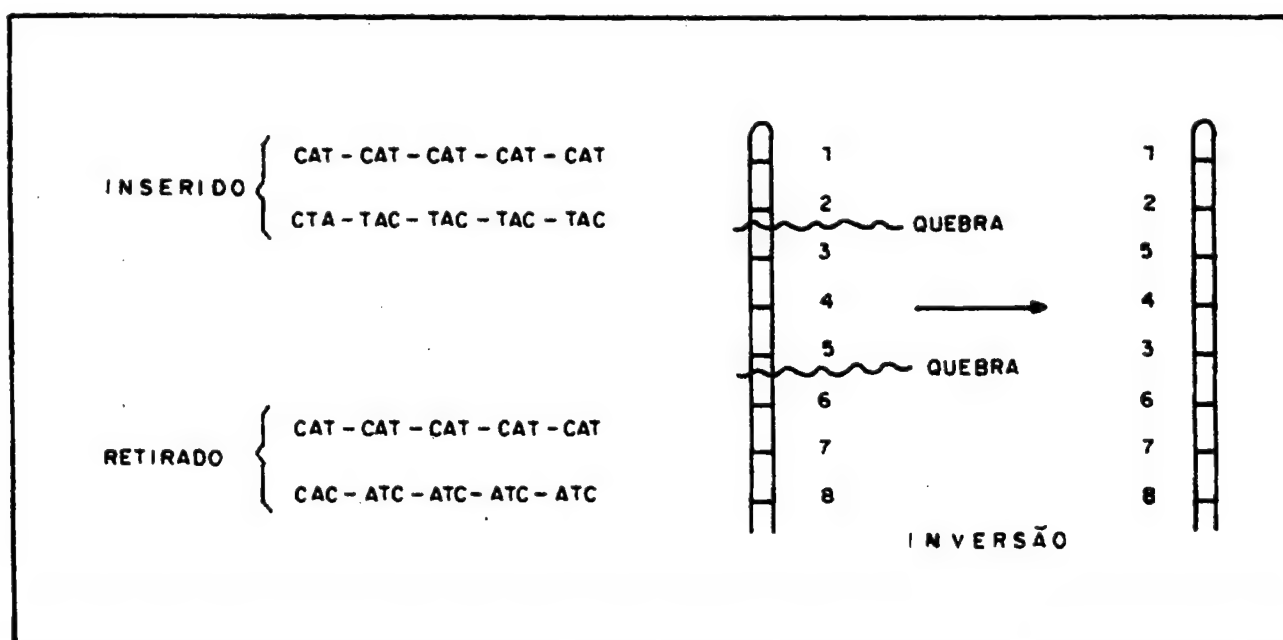 INSERIDO
CAT - CAT - CAT - CAT - CAT
CTA - TAC - TAC - TAC - TAC
RETIRADO
CAT - CAT - CAT - CAT - CAT
CAC - ATC - ATC - ATC - ATC
1
2
QUEBRA
3
4
5
QUEBRA
6
7
8
1
2
5
4
3
6
7
8
INVERSÃO